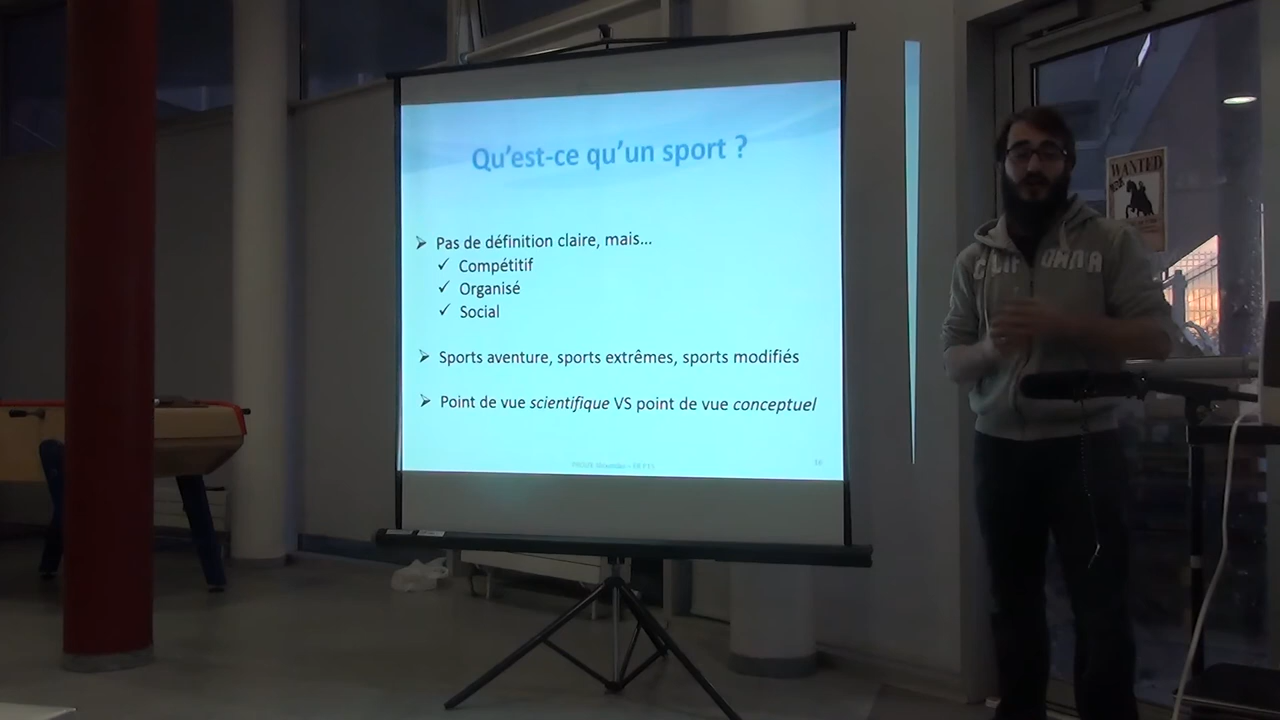 Qu'est-ce qu'un sport ?
➢ Pas de définition claire, mais...
✓ Compétitif
✓ Organisé
✓ Social
➢ Sports aventure, sports extrêmes, sports modifiés
➢ Point de vue scientifique VS point de vue conceptuel
WANTED